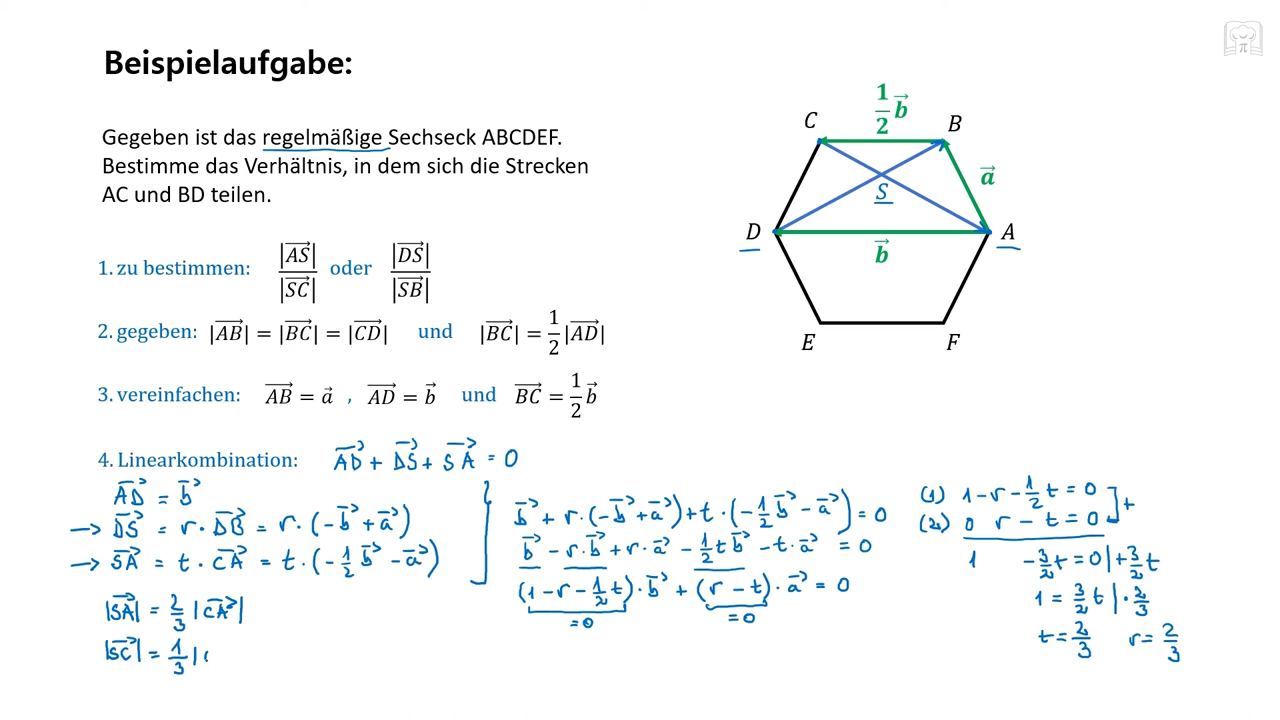 Beispielaufgabe:
Gegeben ist das regelmäßige Sechseck ABCDEF.
Bestimme das Verhältnis, in dem sich die Strecken
AC und BD teilen.
1. zu bestimmen: |AS⃗| / |SC⃗| oder |DS⃗| / |SB⃗|
2. gegeben: |AB⃗| = |BC⃗| = |CD⃗| und |BC⃗| = 1/2 |AD⃗|
3. vereinfachen: AB⃗ = a⃗ , AD⃗ = b⃗ und BC⃗ = 1/2 b⃗
4. Linearkombination: AD⃗ + DS⃗ + SA⃗ = 0
AD⃗ = b⃗
→ DS⃗ = r · DB⃗ = r · (-b⃗ + a⃗)
→ SA⃗ = t · CA⃗ = t · (-1/2 b⃗ - a⃗)
|SA⃗| = 2/3 |CA⃗|
|SC⃗| = 1/3 |
b⃗ + r · (-b⃗ + a⃗) + t · (-1/2 b⃗ - a⃗) = 0
b⃗ - r · b⃗ + r · a⃗ - 1/2 t b⃗ - t · a⃗ = 0
(1 - r - 1/2 t) · b⃗ + (r - t) · a⃗ = 0
=0 =0
(1) 1 - r - 1/2 t = 0
(2) 0 r - t = 0 +
1 - 3/2 t = 0 | + 3/2 t
1 = 3/2 t | · 2/3
t = 2/3 r = 2/3
1/2 b⃗
C B
a⃗
S
D A
b⃗
E F
π